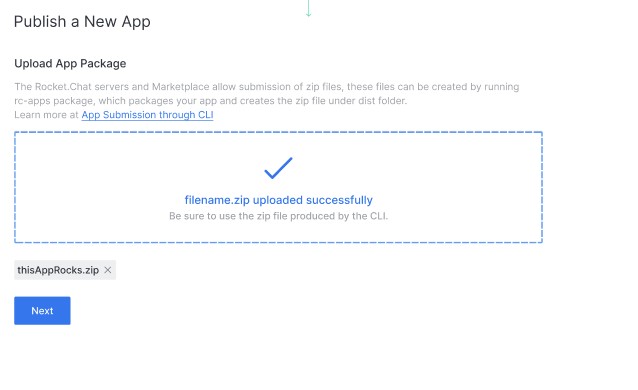 Publish a New App
Upload App Package
The Rocket.Chat servers and Marketplace allow submission of zip files, these files can be created by running
rc-apps package, which packages your app and creates the zip file under dist folder.
Learn more at App Submission through CLI
filename.zip uploaded successfully
Be sure to use the zip file produced by the CLI.
thisAppRocks.zip
Next